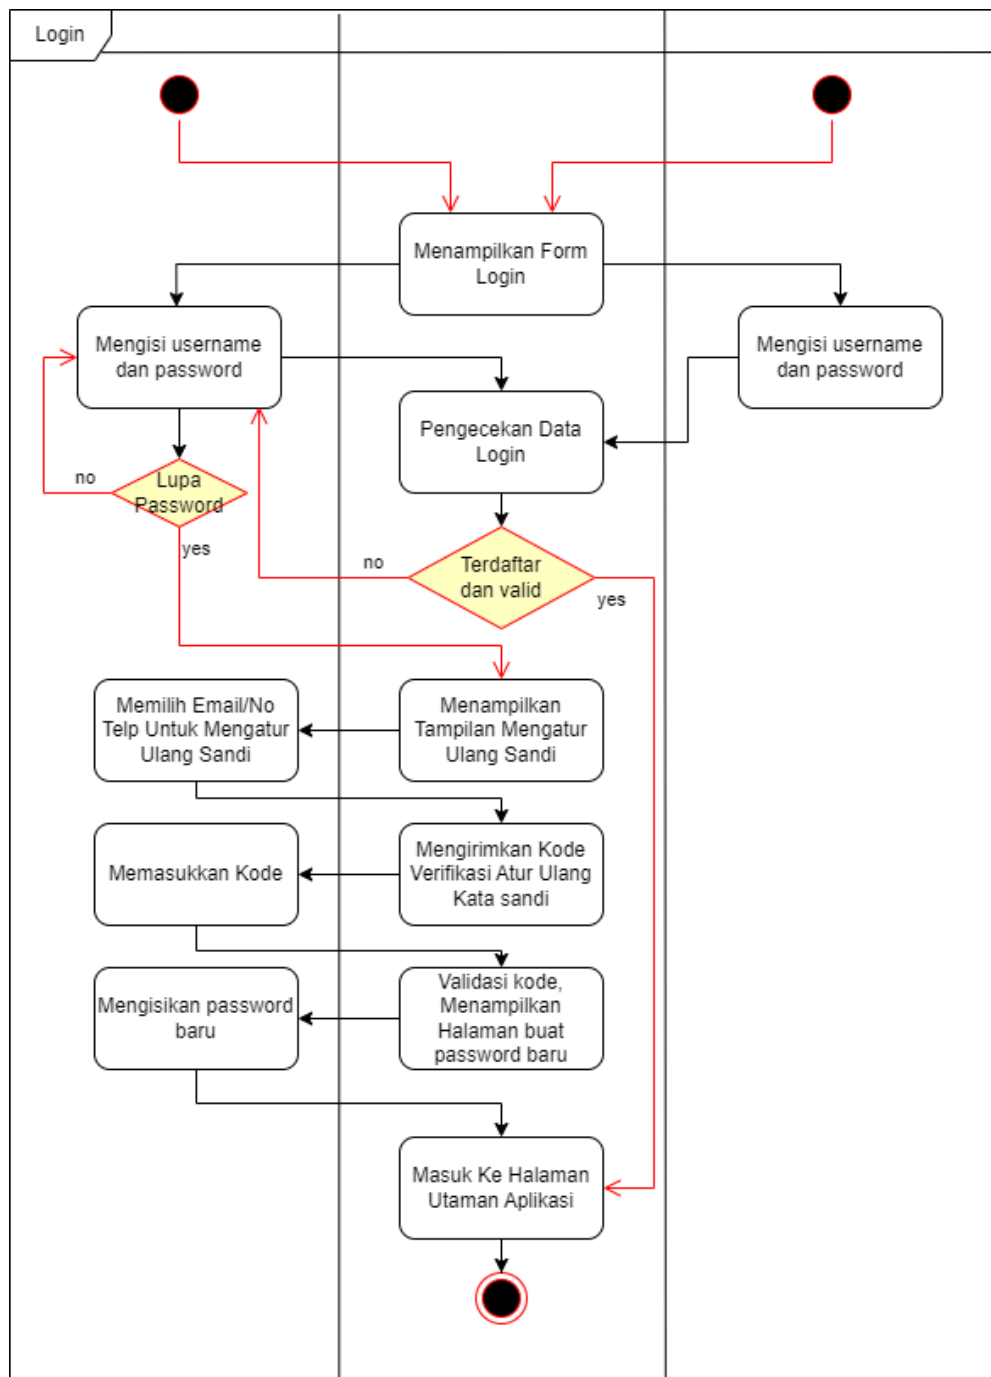 Login
Menampilkan Form
Login
Mengisi username
dan password
Mengisi username
dan password
Pengecekan Data
Login
no
Lupa
Password
yes
no
Terdaftar
dan valid
yes
Memilih Email/No
Telp Untuk Mengatur
Ulang Sandi
Menampilkan
Tampilan Mengatur
Ulang Sandi
Memasukkan Kode
Mengirimkan Kode
Verifikasi Atur Ulang
Kata sandi
Mengisikan password
baru
Validasi kode,
Menampilkan
Halaman buat
password baru
Masuk Ke Halaman
Utaman Aplikasi